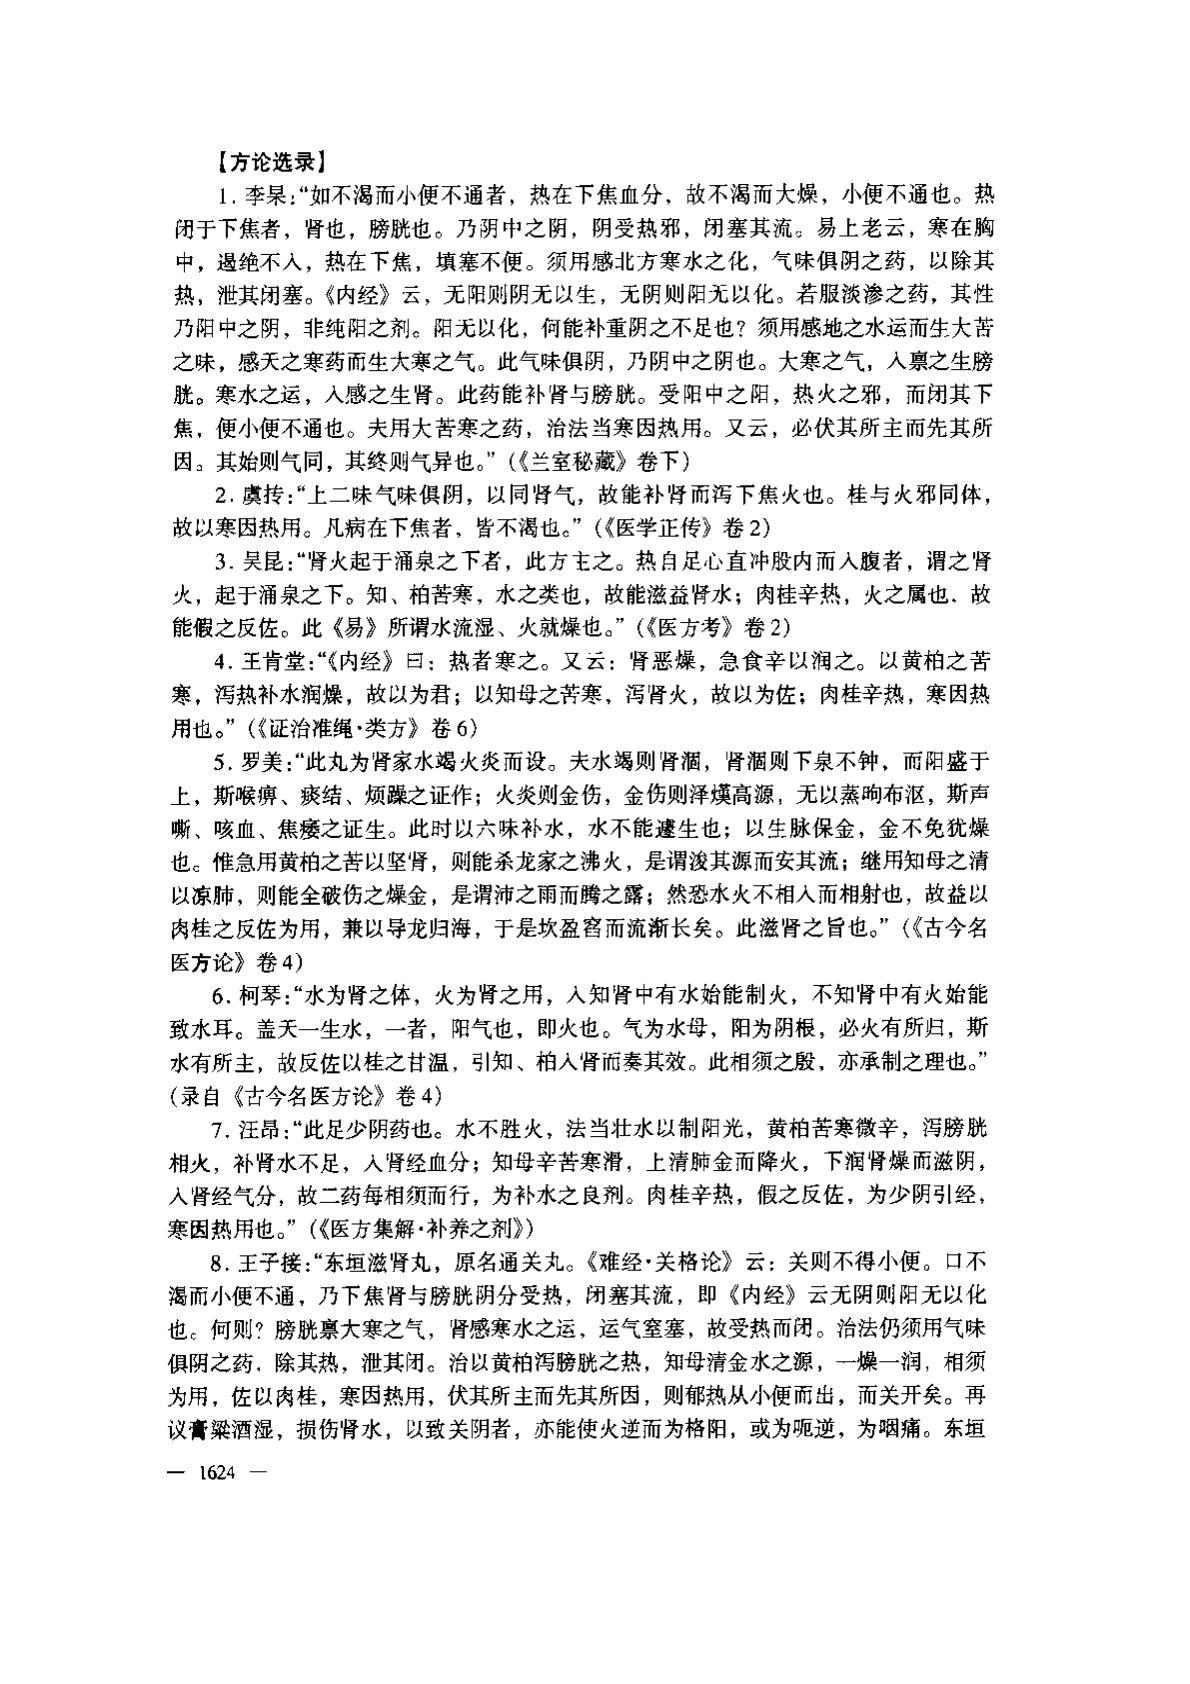 【方论选录】
1. 李杲:“如不渴而小便不通者，热在下焦血分，故不渴而大燥，小便不通也。热
闭于下焦者，肾也，膀胱也。乃阴中之阴，阴受热邪，闭塞其流。易上老云，寒在胸
中，遏绝不入，热在下焦，填塞不便。须用感北方寒水之化，气味俱阴之药，以除其
热，泄其闭塞。《内经》云，无阳则阴无以生，无阴则阳无以化。若服淡渗之药，其性
乃阳中之阴，非纯阳之剂。阳无以化，何能补重阴之不足也？须用感地之水运而生大苦
之味，感天之寒药而生大寒之气。此气味俱阴，乃阴中之阴也。大寒之气，入禀之生膀
胱。寒水之运，入感之生肾。此药能补肾与膀胱。受阳中之阳，热火之邪，而闭其下
焦，便小便不通也。夫用大苦寒之药，治法当寒因热用。又云，必伏其所主而先其所
因。其始则气同，其终则气异也。”（《兰室秘藏》卷下）
2. 虞抟:“上二味气味俱阴，以同肾气，故能补肾而泻下焦火也。桂与火邪同体，
故以寒因热用。凡病在下焦者，皆不渴也。”（《医学正传》卷2）
3. 吴昆:“肾火起于涌泉之下者，此方主之。热自足心直冲股内而入腹者，谓之肾
火，起于涌泉之下。知、柏苦寒，水之类也，故能滋益肾水；肉桂辛热，火之属也．故
能假之反佐。此《易》所谓水流湿、火就燥也。”（《医方考》卷2）
4. 王肯堂:“《内经》曰：热者寒之。又云：肾恶燥，急食辛以润之。以黄柏之苦
寒，泻热补水润燥，故以为君；以知母之苦寒，泻肾火，故以为佐；肉桂辛热，寒因热
用也。”（《证治准绳·类方》卷6）
5. 罗美:“此丸为肾家水竭火炎而设。夫水竭则肾涸，肾涸则下泉不钟，而阳盛于
上，斯喉痹、痰结、烦躁之证作；火炎则金伤，金伤则泽熯高源，无以蒸昫布沤，斯声
嘶、咳血、焦痿之证生。此时以六味补水，水不能遽生也；以生脉保金，金不免犹燥
也。惟急用黄柏之苦以坚肾，则能杀龙家之沸火，是谓浚其源而安其流；继用知母之清
以凉肺，则能全破伤之燥金，是谓沛之雨而腾之露；然恐水火不相入而相射也，故益以
肉桂之反佐为用，兼以导龙归海，于是坎盈窞而流渐长矣。此滋肾之旨也。”（《古今名
医方论》卷4）
6. 柯琴:“水为肾之体，火为肾之用，人知肾中有水始能制火，不知肾中有火始能
致水耳。盖天一生水，一者，阳气也，即火也。气为水母，阳为阴根，必火有所归，斯
水有所主，故反佐以桂之甘温，引知、柏入肾而奏其效。此相须之殷，亦承制之理也。”
（录自《古今名医方论》卷4）
7. 汪昂:“此足少阴药也。水不胜火，法当壮水以制阳光，黄柏苦寒微辛，泻膀胱
相火，补肾水不足，入肾经血分；知母辛苦寒滑，上清肺金而降火，下润肾燥而滋阴，
入肾经气分，故二药每相须而行，为补水之良剂。肉桂辛热，假之反佐，为少阴引经，
寒因热用也。”（《医方集解·补养之剂》）
8. 王子接:“东垣滋肾丸，原名通关丸。《难经·关格论》云：关则不得小便。口不
渴而小便不通，乃下焦肾与膀胱阴分受热，闭塞其流，即《内经》云无阴则阳无以化
也。何则？膀胱禀大寒之气，肾感寒水之运，运气窒塞，故受热而闭。治法仍须用气味
俱阴之药．除其热，泄其闭。治以黄柏泻膀胱之热，知母清金水之源，一燥一润，相须
为用，佐以肉桂，寒因热用，伏其所主而先其所因，则郁热从小便而出，而关开矣。再
议膏粱酒湿，损伤肾水，以致关阴者，亦能使火逆而为格阳，或为呃逆，为咽痛。东垣
— 1624 —